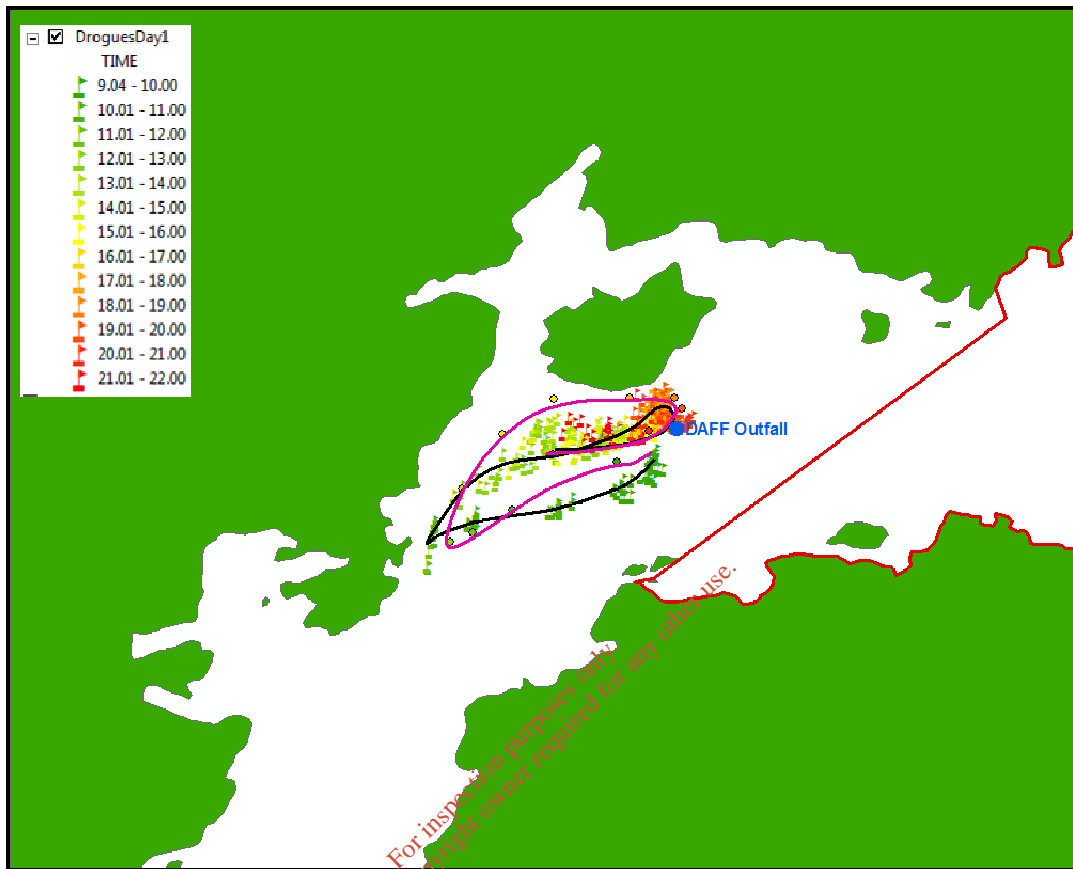 DroguesDay1
TIME
9.04 - 10.00
10.01 - 11.00
11.01 - 12.00
12.01 - 13.00
13.01 - 14.00
14.01 - 15.00
15.01 - 16.00
16.01 - 17.00
17.01 - 18.00
18.01 - 19.00
19.01 - 20.00
20.01 - 21.00
21.01 - 22.00
DAFF Outfall
For inspection purposes only.
owner required for any other use.